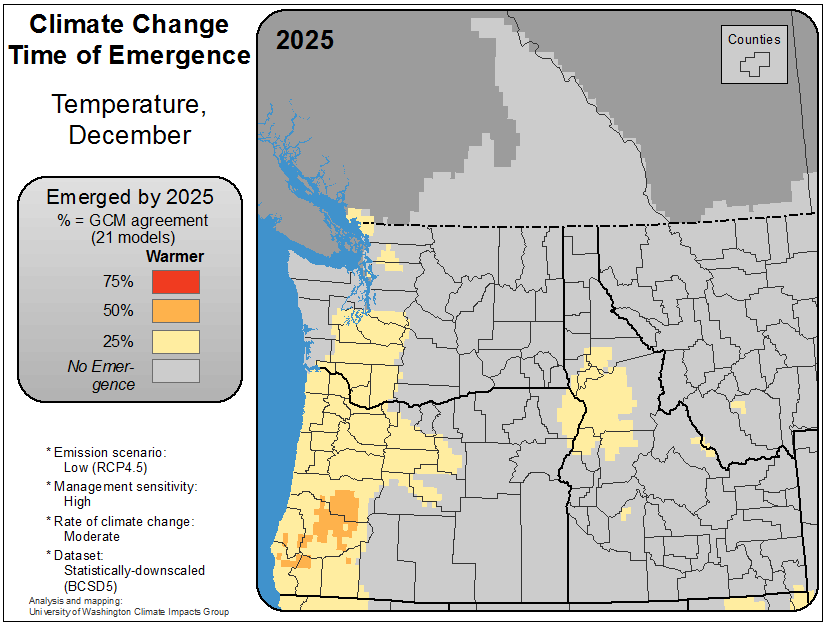 Climate Change
Time of Emergence
Temperature,
December
Emerged by 2025
% = GCM agreement
(21 models)
Warmer
75%
50%
25%
No Emer-
gence
* Emission scenario:
Low (RCP4.5)
* Management sensitivity:
High
* Rate of climate change:
Moderate
* Dataset:
Statistically-downscaled
(BCSD5)
Analysis and mapping:
University of Washington Climate Impacts Group
2025
Counties